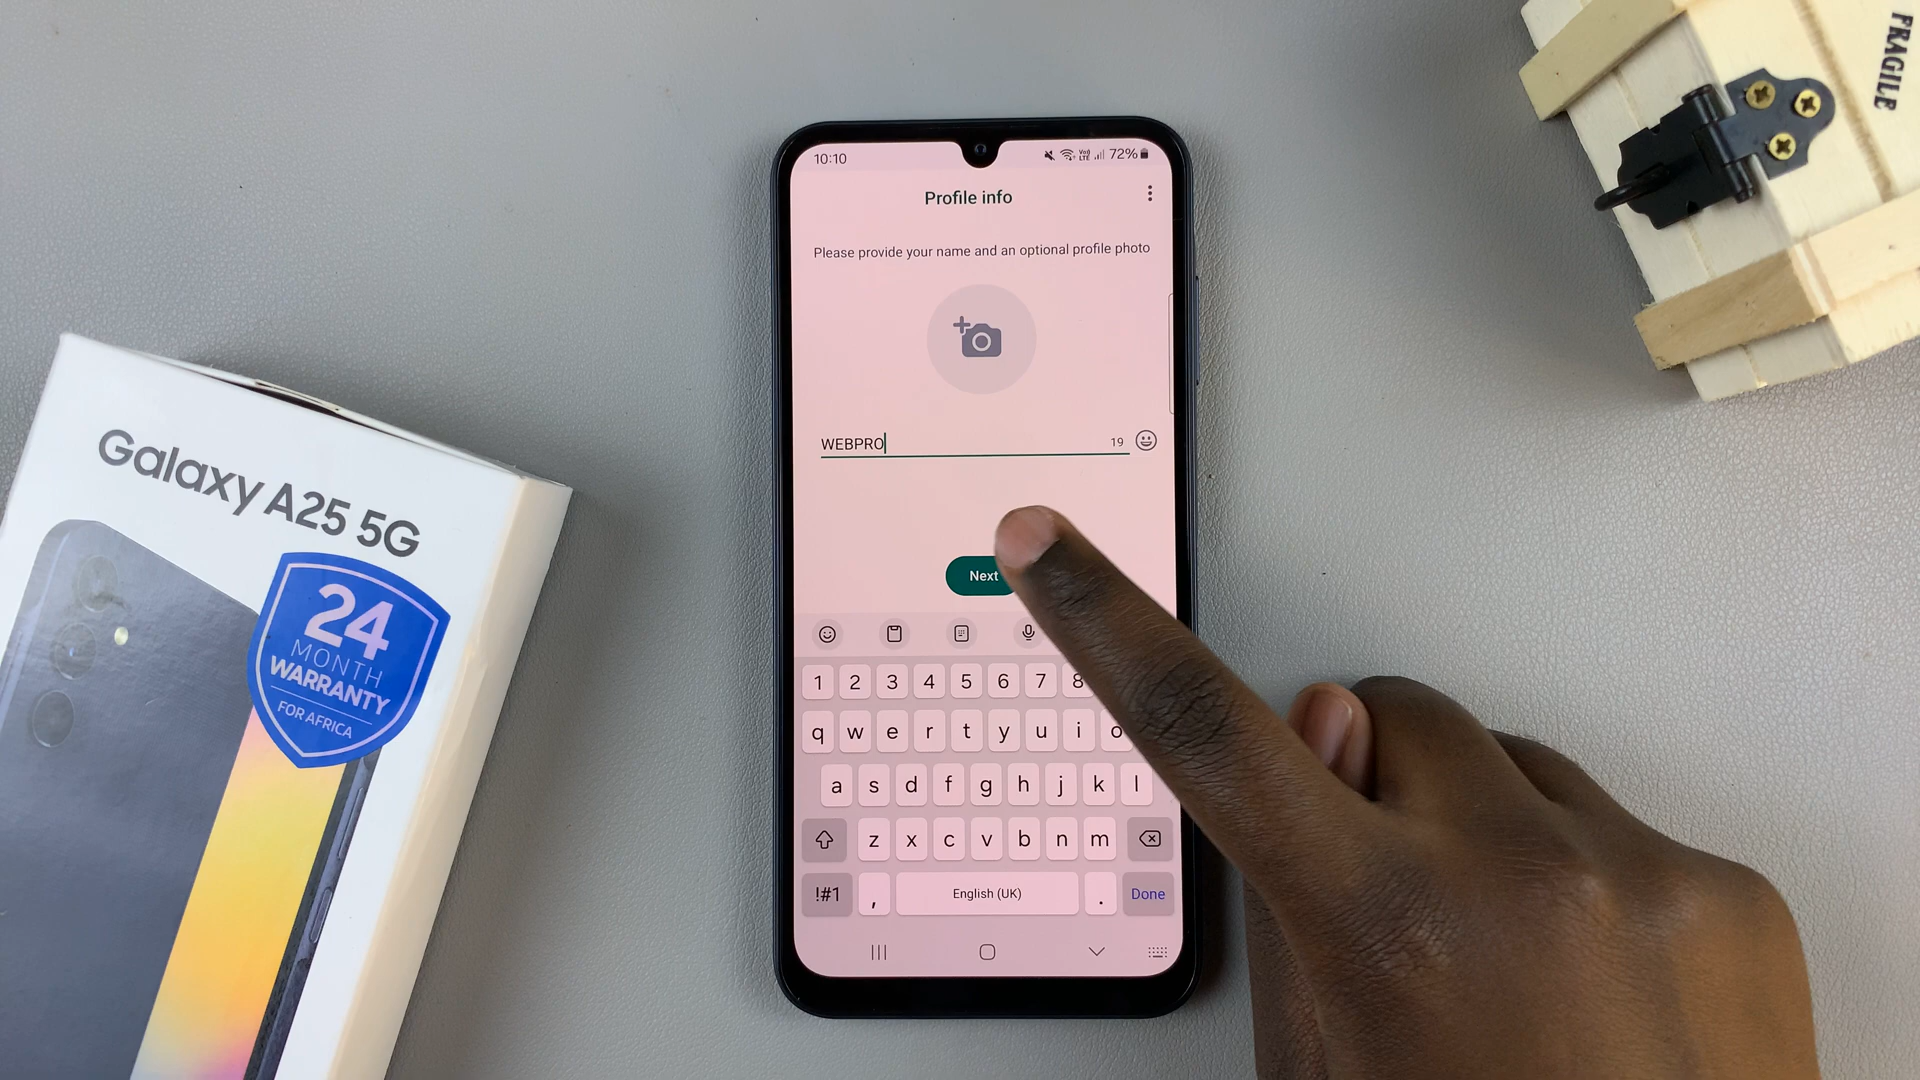 FRAGILE
10:10
Vo) LTE 72%
Profile info
Please provide your name and an optional profile photo
WEBPRO 19
Next
1 2 3 4 5 6 7 8
q w e r t y u i o
a s d f g h j k l
z x c v b n m
!#1 , English (UK) . Done
Galaxy A25 5G
24
MONTH
WARRANTY
FOR AFRICA